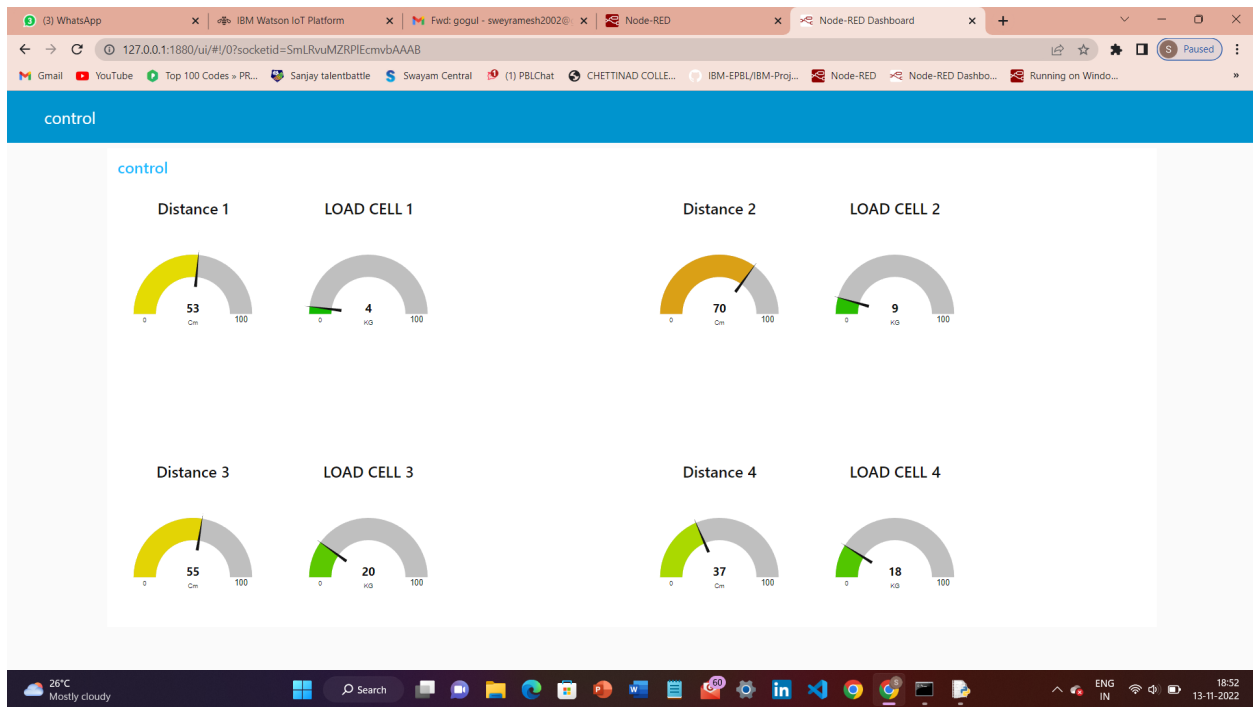 (3) WhatsApp
IBM Watson IoT Platform
Fwd: gogul - sweyramesh2002@
Node-RED
Node-RED Dashboard
127.0.0.1:1880/ui/#!/0?socketid=SmLRvuMZRPlEcmvbAAAB
S Paused
Gmail
YouTube
Top 100 Codes » PR...
Sanjay talentbattle
Swayam Central
(1) PBLChat
CHETTINAD COLLE...
IBM-EPBL/IBM-Proj...
Node-RED
Node-RED Dashbo...
Running on Windo...
»
control
control
Distance 1
53
Cm
0 100
LOAD CELL 1
4
KG
0 100
Distance 2
70
Cm
0 100
LOAD CELL 2
9
KG
0 100
Distance 3
55
Cm
0 100
LOAD CELL 3
20
KG
0 100
Distance 4
37
Cm
0 100
LOAD CELL 4
18
KG
0 100
26°C
Mostly cloudy
Search
60
ENG
IN
18:52
13-11-2022